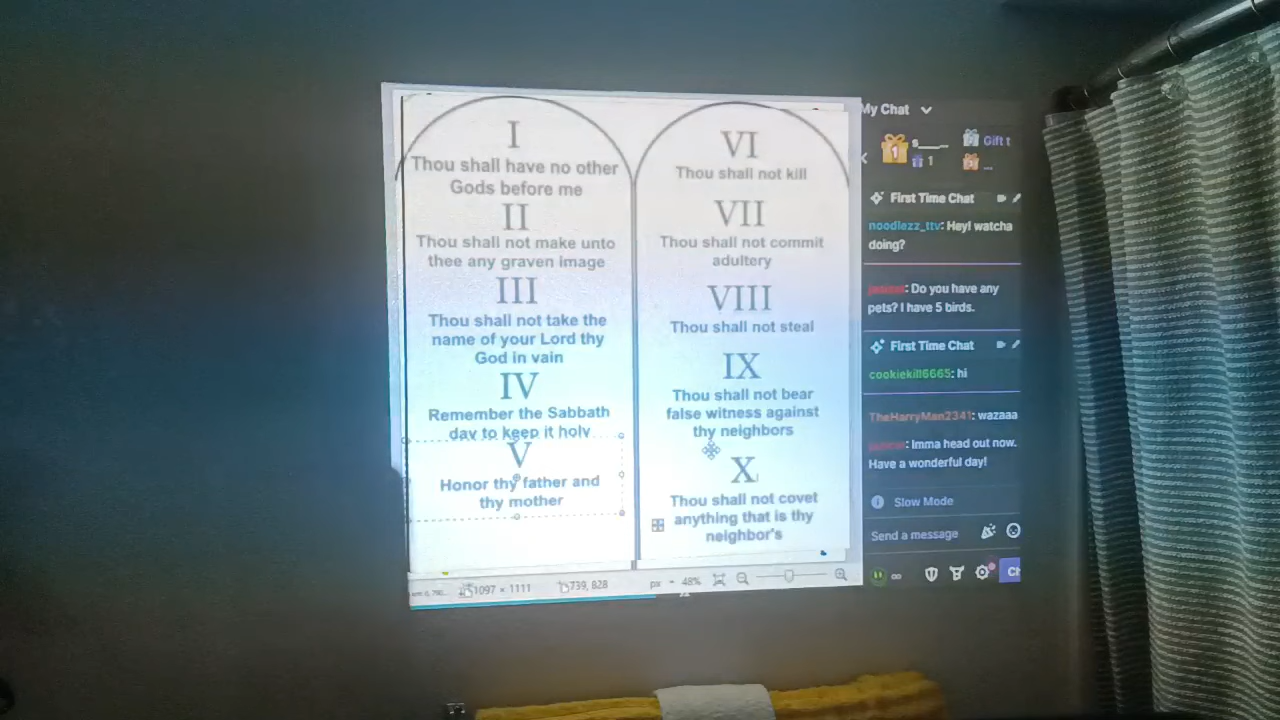 I
Thou shall have no other
Gods before me
II
Thou shall not make unto
thee any graven image
III
Thou shall not take the
name of your Lord thy
God in vain
IV
Remember the Sabbath
day to keep it holy
V
Honor thy father and
thy mother
VI
Thou shall not kill
VII
Thou shall not commit
adultery
VIII
Thou shall not steal
IX
Thou shall not bear
false witness against
thy neighbors
X
Thou shall not covet
anything that is thy
neighbor's
1097 × 1111
739, 828
px
48%
My Chat
1
s___...
Gift t
1
...
First Time Chat
noodlezz_ttv: Hey! watcha
doing?
: Do you have any
pets? I have 5 birds.
First Time Chat
cookiekill6665: hi
TheHarryMan2341: wazaaa
: Imma head out now.
Have a wonderful day!
Slow Mode
Send a message
Ch